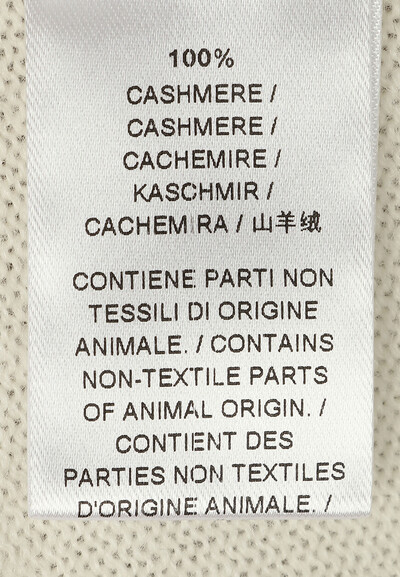 100%
CASHMERE /
CASHMERE /
CACHEMIRE /
KASCHMIR /
CACHEMIRA / 山羊绒
CONTIENE PARTI NON
TESSILI DI ORIGINE
ANIMALE. / CONTAINS
NON-TEXTILE PARTS
OF ANIMAL ORIGIN. /
CONTIENT DES
PARTIES NON TEXTILES
D'ORIGINE ANIMALE. /